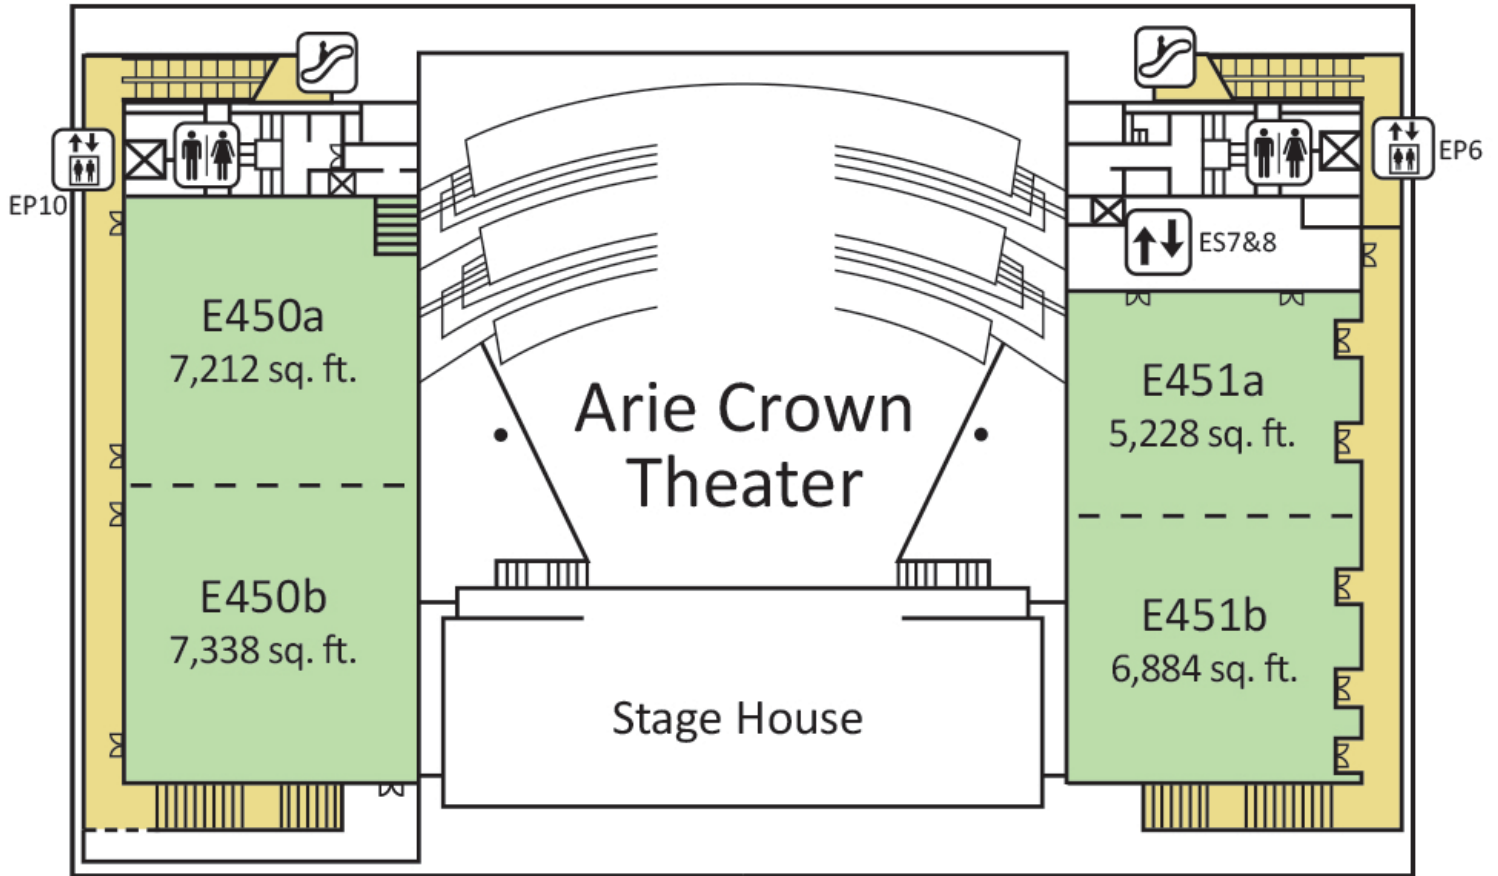 EP10
EP6
ES7&8
E450a
7,212 sq. ft.
E450b
7,338 sq. ft.
Arie Crown
Theater
Stage House
E451a
5,228 sq. ft.
E451b
6,884 sq. ft.